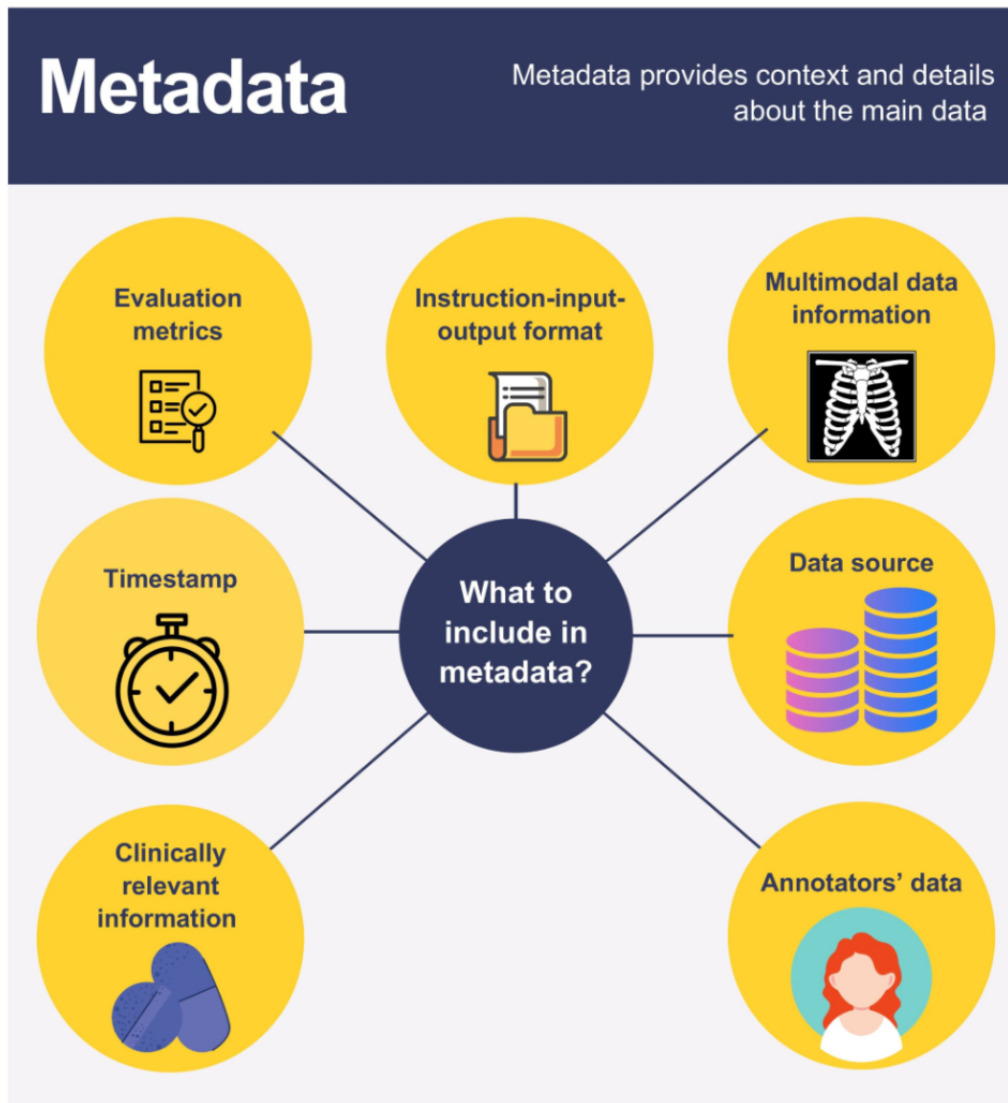 Metadata
Metadata provides context and details
about the main data
Evaluation
metrics
Instruction-input-
output format
Multimodal data
information
Timestamp
What to
include in
metadata?
Data source
Clinically
relevant
information
Annotators’ data